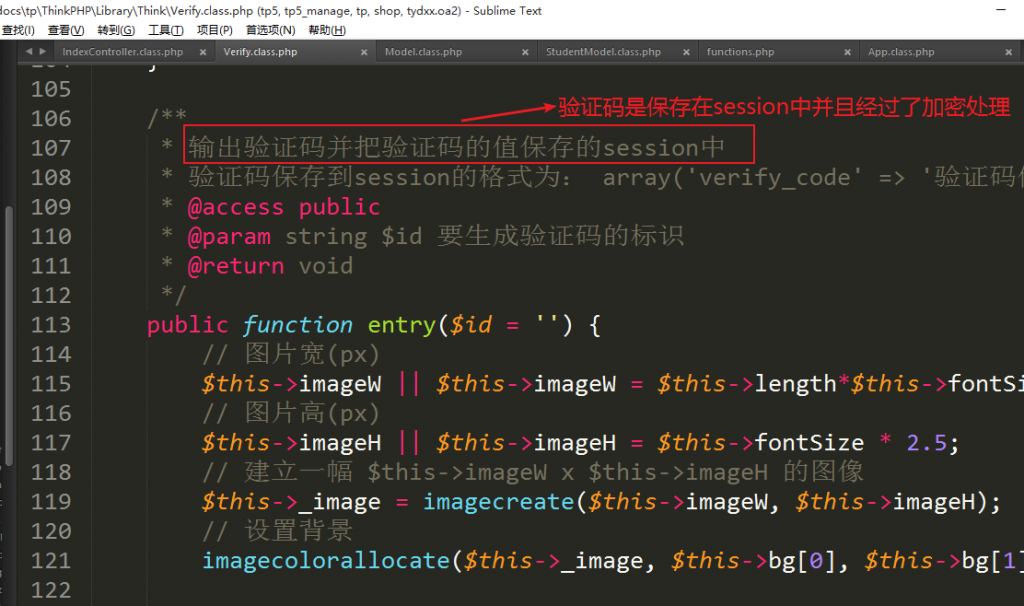 docs\tp\ThinkPHP\Library\Think\Verify.class.php (tp5, tp5_manage, tp, shop, tydxx.oa2) - Sublime Text
查找(I) 查看(V) 转到(G) 工具(T) 项目(P) 首选项(N) 帮助(H)
IndexController.class.php × Verify.class.php × Model.class.php × StudentModel.class.php × functions.php × App.class.php ×
105
验证码是保存在session中并且经过了加密处理
106 /**
107 * 输出验证码并把验证码的值保存的session中
108 * 验证码保存到session的格式为： array('verify_code' => '验证码
109 * @access public
110 * @param string $id 要生成验证码的标识
111 * @return void
112 */
113 public function entry($id = '') {
114 // 图片宽(px)
115 $this->imageW || $this->imageW = $this->length*$this->fontSi
116 // 图片高(px)
117 $this->imageH || $this->imageH = $this->fontSize * 2.5;
118 // 建立一幅 $this->imageW x $this->imageH 的图像
119 $this->_image = imagecreate($this->imageW, $this->imageH);
120 // 设置背景
121 imagecolorallocate($this->_image, $this->bg[0], $this->bg[1]
122